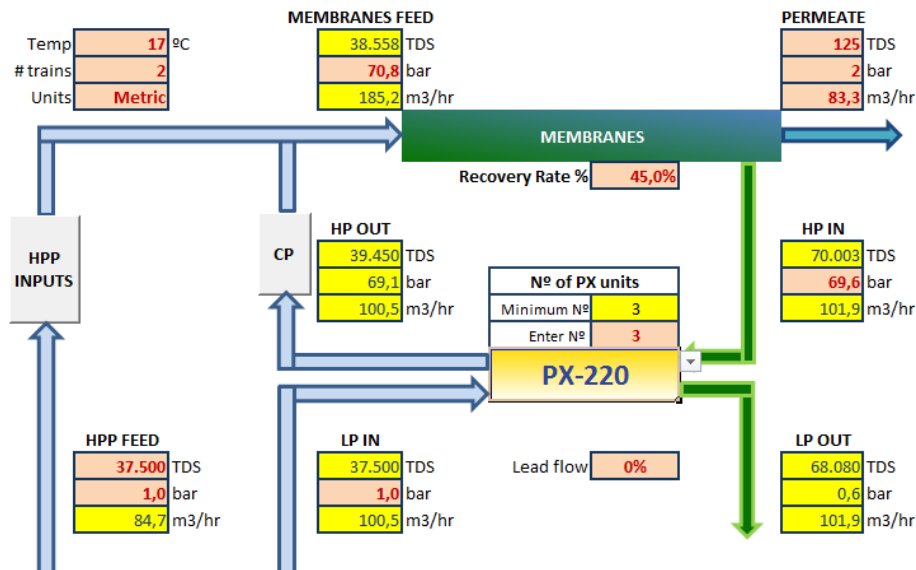 MEMBRANES FEED
PERMEATE
Temp 17 ºC
38.558 TDS
125 TDS
# trains 2
70,8 bar
2 bar
Units Metric
185,2 m3/hr
83,3 m3/hr
MEMBRANES
Recovery Rate % 45,0%
HPP INPUTS
CP
HP OUT
39.450 TDS
69,1 bar
100,5 m3/hr
HP IN
70.003 TDS
69,6 bar
101,9 m3/hr
Nº of PX units
Minimum Nº 3
Enter Nº 3
PX-220
HPP FEED
37.500 TDS
1,0 bar
84,7 m3/hr
LP IN
37.500 TDS
1,0 bar
100,5 m3/hr
Lead flow 0%
LP OUT
68.080 TDS
0,6 bar
101,9 m3/hr